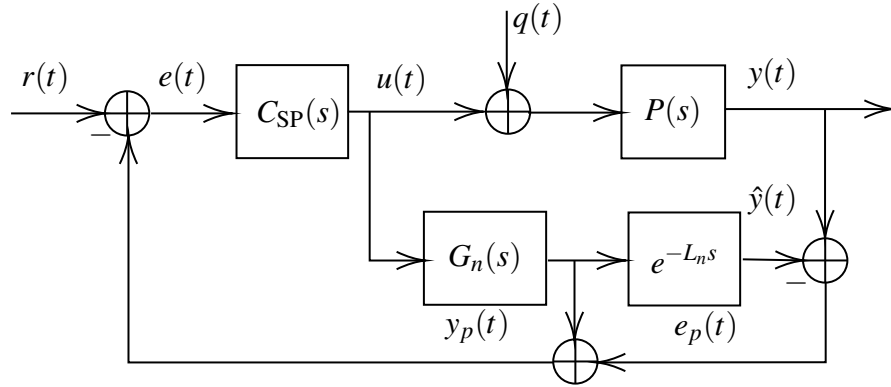 q(t)
r(t)
e(t)
C_SP(s)
u(t)
P(s)
y(t)
−
G_n(s)
e^{−L_n s}
ŷ(t)
−
y_p(t)
e_p(t)